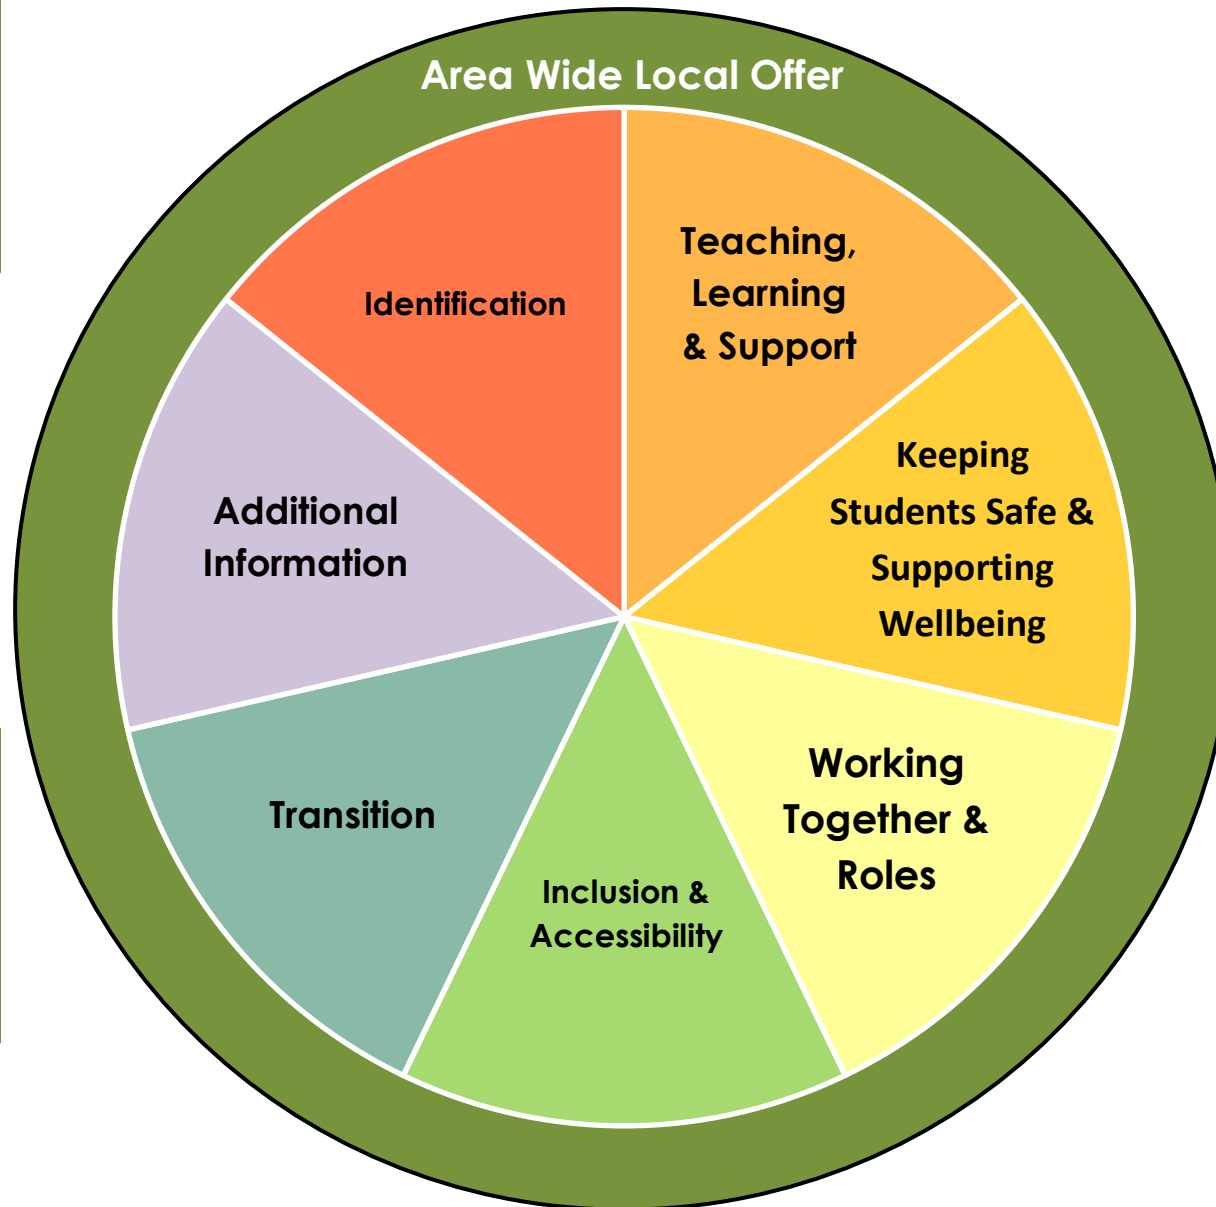 Area Wide Local Offer
Identification
Teaching,
Learning
& Support
Keeping
Students Safe &
Supporting
Wellbeing
Working
Together &
Roles
Inclusion &
Accessibility
Transition
Additional
Information